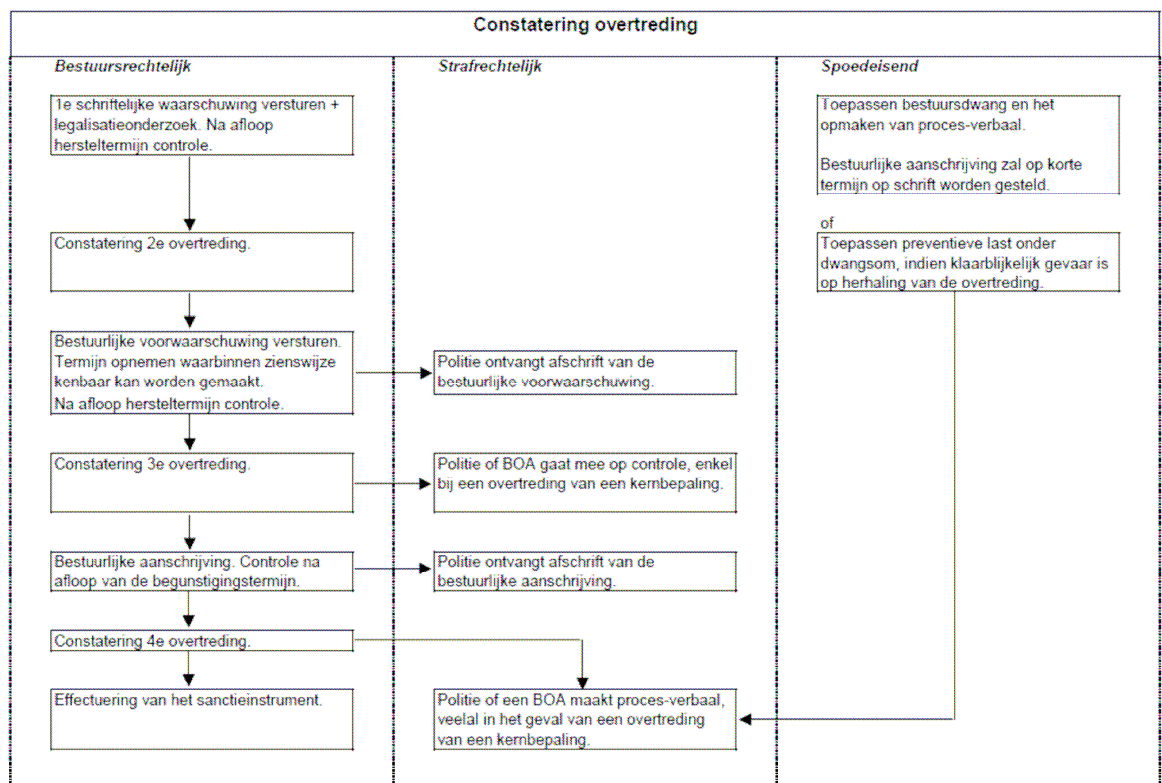 Constatering overtreding
Bestuursrechtelijk
1e schriftelijke waarschuwing versturen +
legalisatieonderzoek. Na afloop
hersteltermijn controle.
Constatering 2e overtreding.
Bestuurlijke voorwaarschuwing versturen.
Termijn opnemen waarbinnen zienswijze
kenbaar kan worden gemaakt.
Na afloop hersteltermijn controle.
Constatering 3e overtreding.
Bestuurlijke aanschrijving. Controle na
afloop van de begunstigingstermijn.
Constatering 4e overtreding.
Effectuering van het sanctieinstrument.
Strafrechtelijk
Politie ontvangt afschrift van de
bestuurlijke voorwaarschuwing.
Politie of BOA gaat mee op controle, enkel
bij een overtreding van een kernbepaling.
Politie ontvangt afschrift van de
bestuurlijke aanschrijving.
Politie of een BOA maakt proces-verbaal,
veelal in het geval van een overtreding
van een kernbepaling.
Spoedeisend
Toepassen bestuursdwang en het
opmaken van proces-verbaal.
Bestuurlijke aanschrijving zal op korte
termijn op schrift worden gesteld.
of
Toepassen preventieve last onder
dwangsom, indien klaarblijkelijk gevaar is
op herhaling van de overtreding.